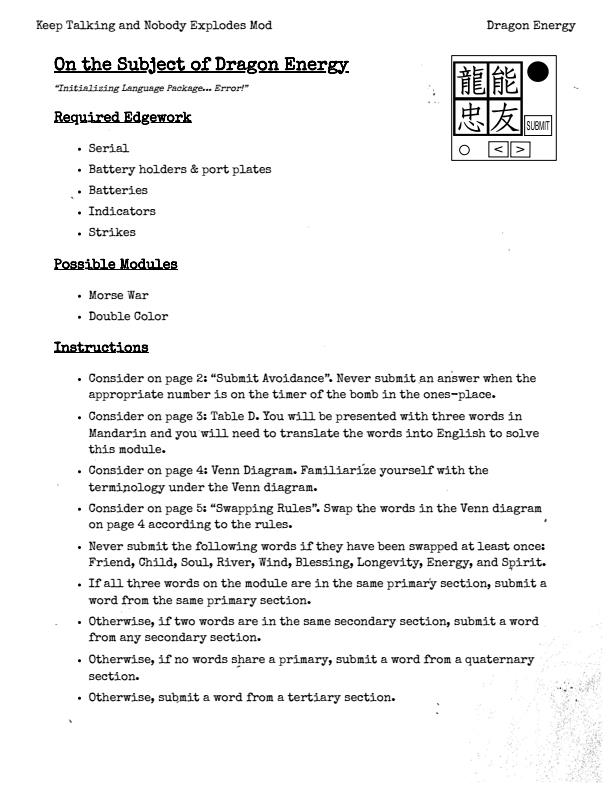 Keep Talking and Nobody Explodes Mod
Dragon Energy
On the Subject of Dragon Energy
“Initializing Language Package... Error!”
龍能
忠友
SUBMIT
< >
Required Edgework
• Serial
• Battery holders & port plates
• Batteries
• Indicators
• Strikes
Possible Modules
• Morse War
• Double Color
Instructions
• Consider on page 2: “Submit Avoidance”. Never submit an answer when the
appropriate number is on the timer of the bomb in the ones-place.
• Consider on page 3: Table D. You will be presented with three words in
Mandarin and you will need to translate the words into English to solve
this module.
• Consider on page 4: Venn Diagram. Familiarize yourself with the
terminology under the Venn diagram.
• Consider on page 5: “Swapping Rules”. Swap the words in the Venn diagram
on page 4 according to the rules.
• Never submit the following words if they have been swapped at least once:
Friend, Child, Soul, River, Wind, Blessing, Longevity, Energy, and Spirit.
• If all three words on the module are in the same primary section, submit a
word from the same primary section.
• Otherwise, if two words are in the same secondary section, submit a word
from any secondary section.
• Otherwise, if no words share a primary, submit a word from a quaternary
section.
• Otherwise, submit a word from a tertiary section.